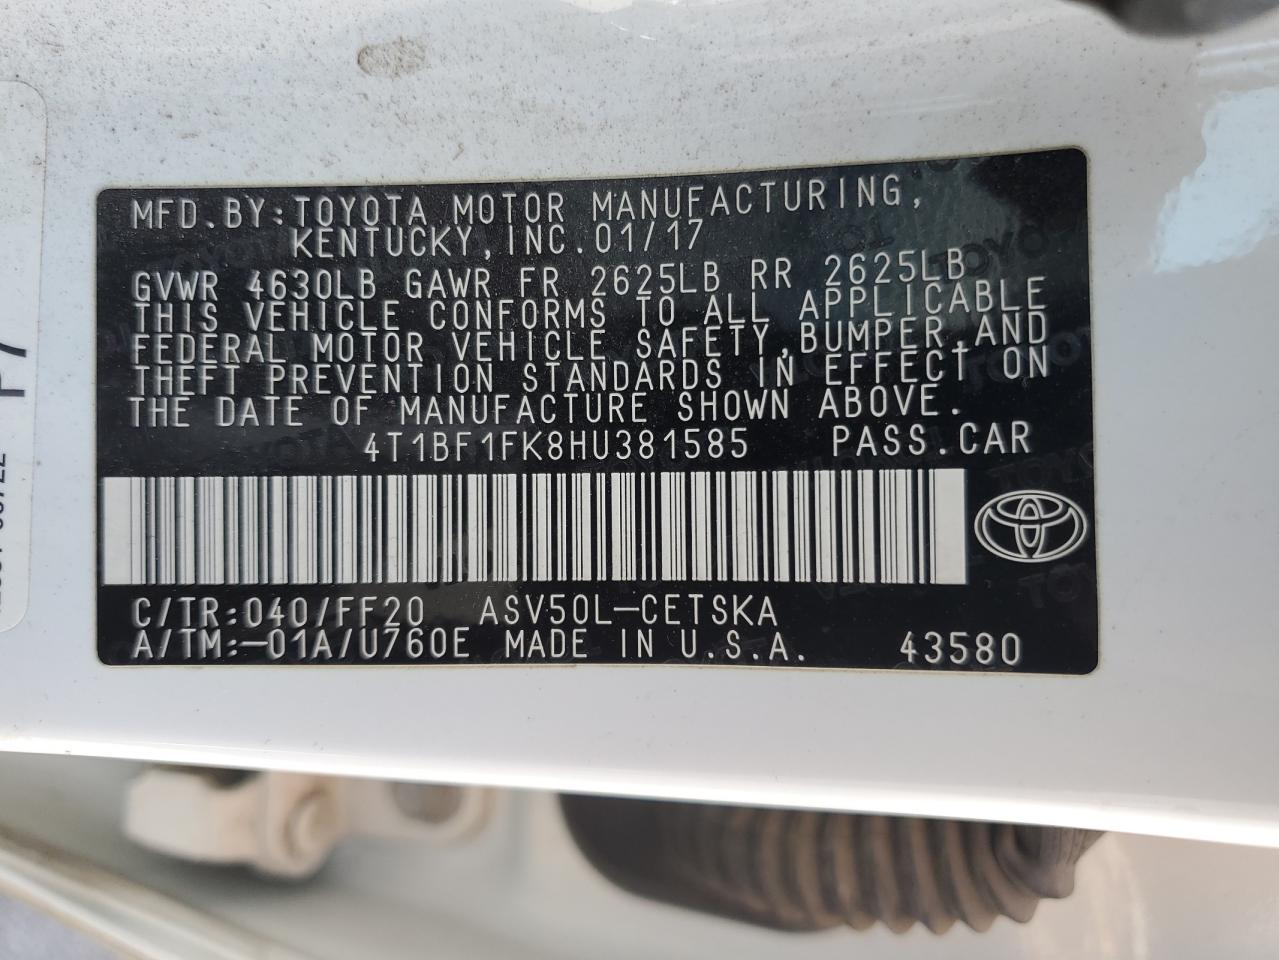 MFD.BY:TOYOTA MOTOR MANUFACTURING,
KENTUCKY,INC.01/17
GVWR 4630LB GAWR FR 2625LB RR 2625LB
THIS VEHICLE CONFORMS TO ALL APPLICABLE
FEDERAL MOTOR VEHICLE SAFETY,BUMPER,AND
THEFT PREVENTION STANDARDS IN EFFECT ON
THE DATE OF MANUFACTURE SHOWN ABOVE.
4T1BF1FK8HU381585 PASS.CAR
C/TR:040/FF20 ASV50L-CETSKA
A/TM:-01A/U760E MADE IN U.S.A. 43580